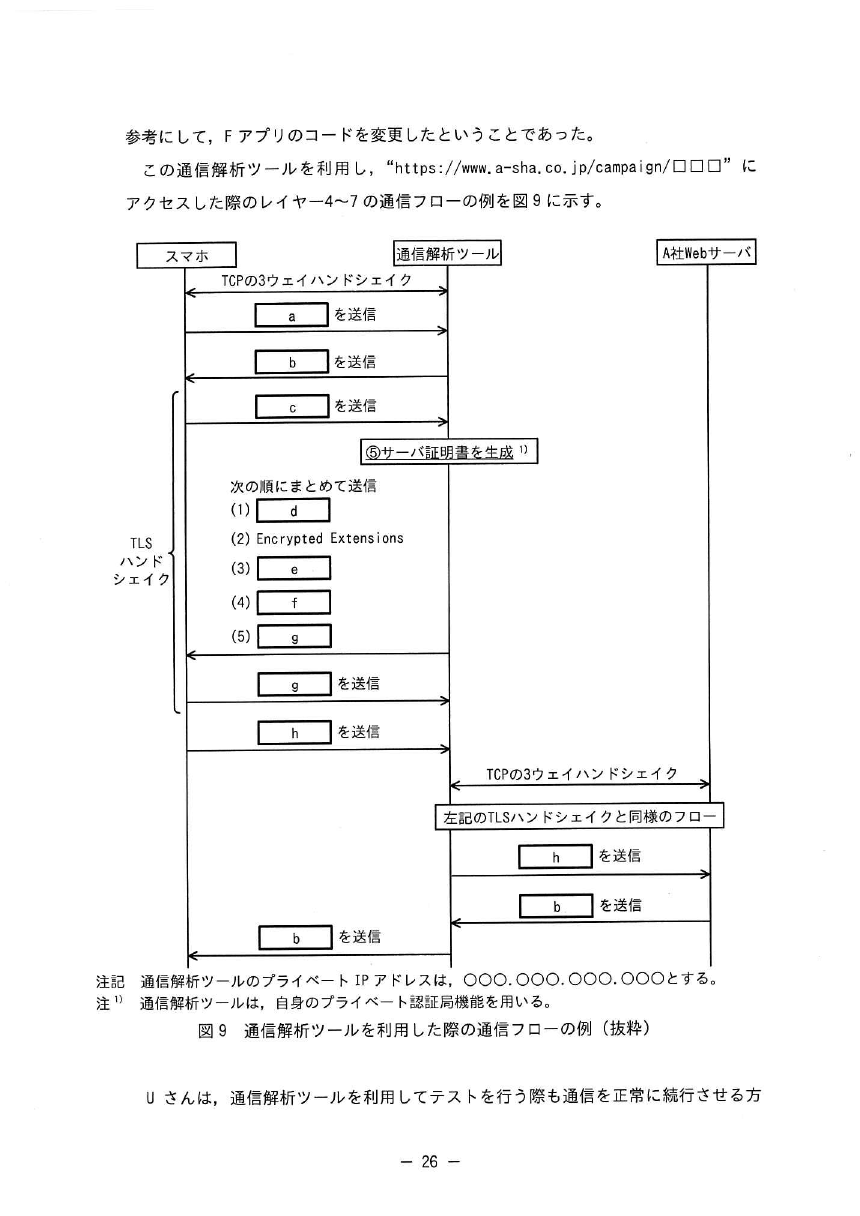 参考にして，F アプリのコードを変更したということであった。
この通信解析ツールを利用し，“https://www.a-sha.co.jp/campaign/□□□” に
アクセスした際のレイヤー4～7 の通信フローの例を図 9 に示す。
スマホ
通信解析ツール
A社Webサーバ
TCPの3ウェイハンドシェイク
a を送信
b を送信
c を送信
⑤サーバ証明書を生成 1)
次の順にまとめて送信
(1) d
(2) Encrypted Extensions
(3) e
(4) f
(5) g
TLS
ハンド
シェイク
g を送信
h を送信
TCPの3ウェイハンドシェイク
左記のTLSハンドシェイクと同様のフロー
h を送信
b を送信
b を送信
注記 通信解析ツールのプライベート IP アドレスは，○○○.○○○.○○○.○○○とする。
注 1) 通信解析ツールは，自身のプライベート認証局機能を用いる。
図 9 通信解析ツールを利用した際の通信フローの例（抜粋）
U さんは，通信解析ツールを利用してテストを行う際も通信を正常に続行させる方
－ 26 －